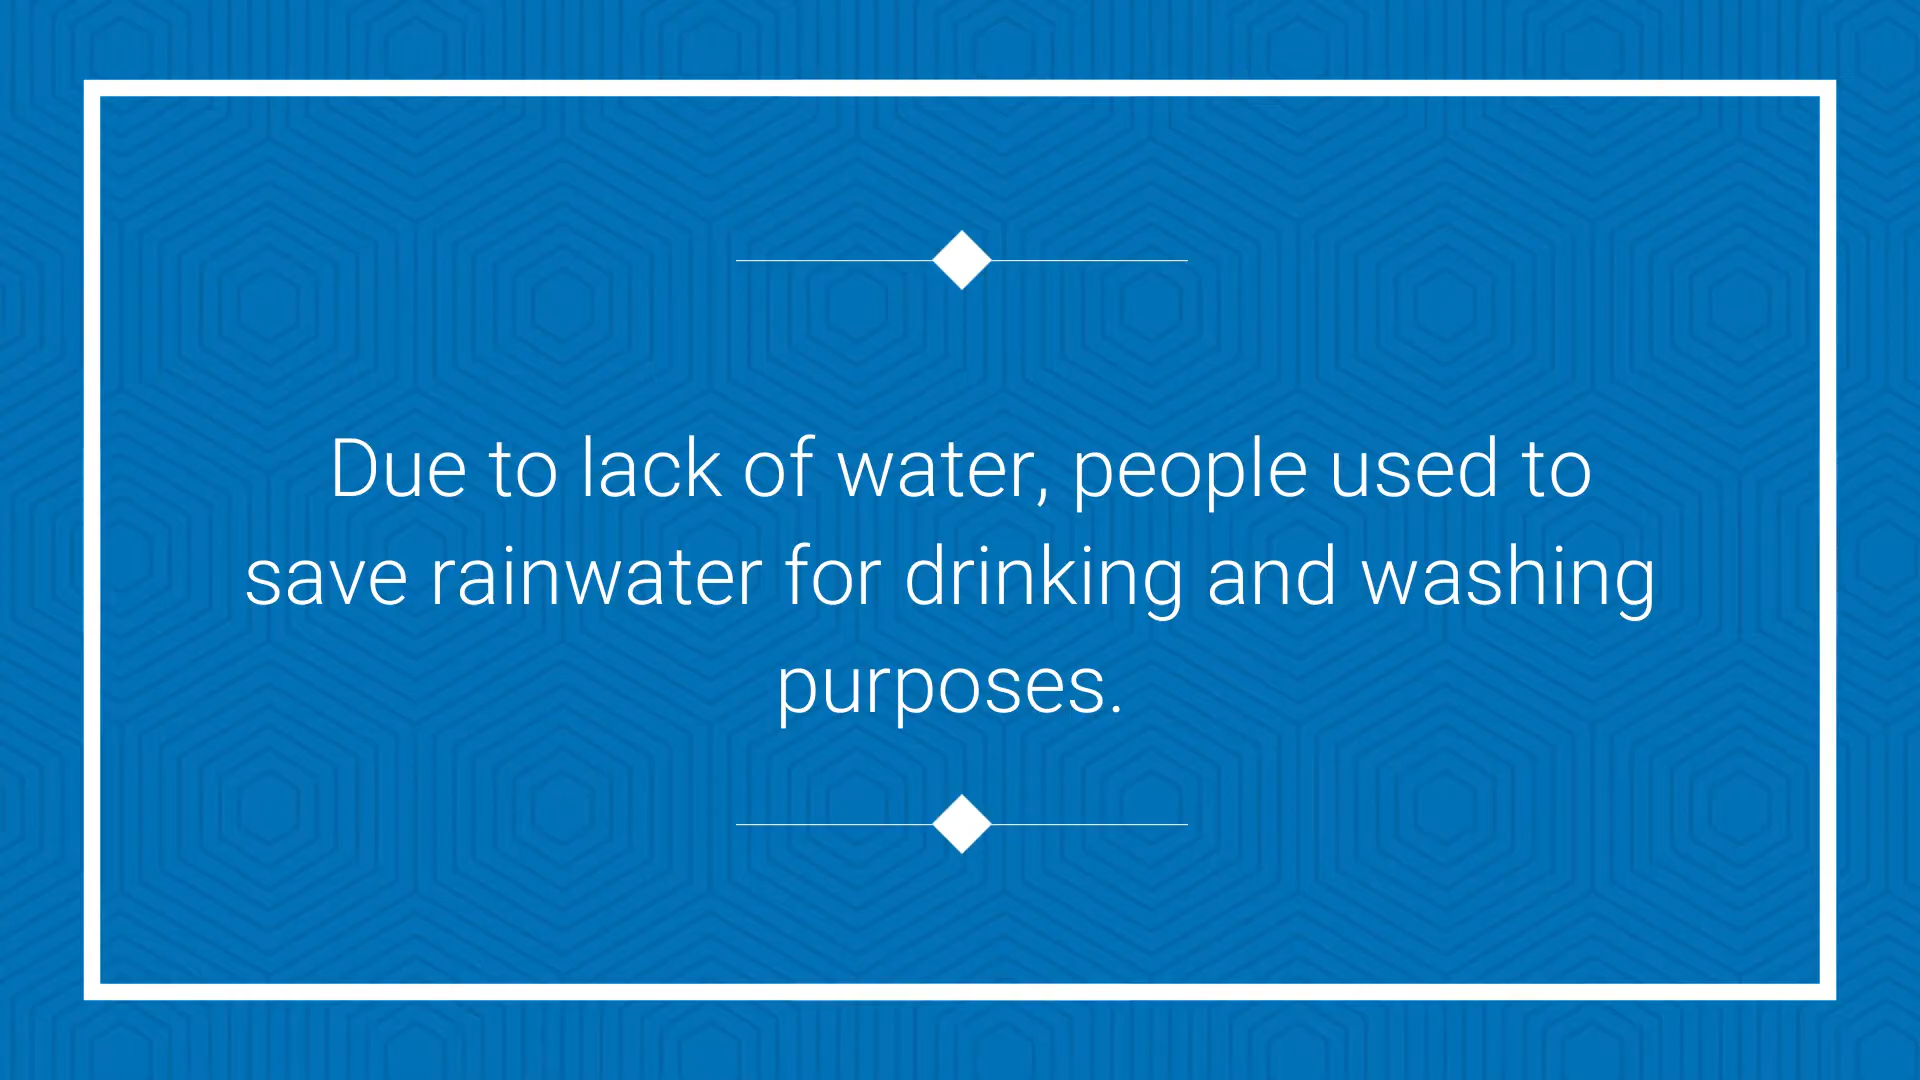 Due to lack of water, people used to
save rainwater for drinking and washing
purposes.